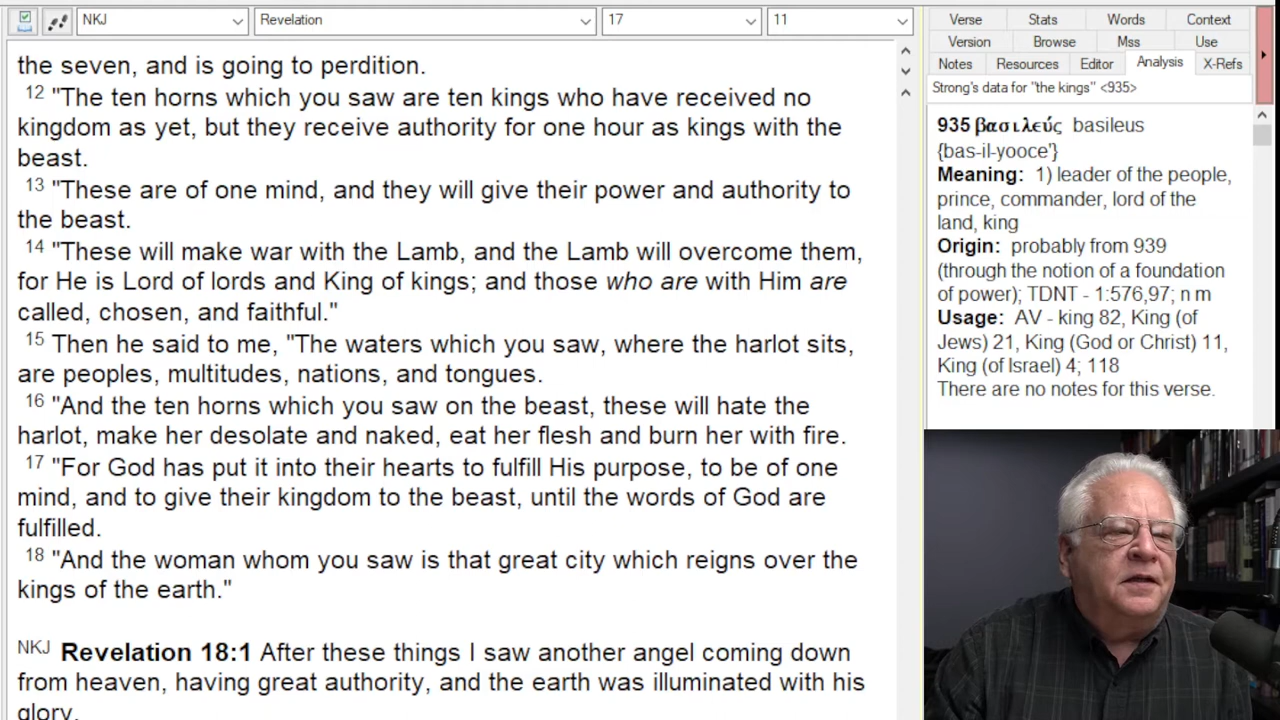 NKJ
Revelation
17
11
the seven, and is going to perdition.
12 "The ten horns which you saw are ten kings who have received no
kingdom as yet, but they receive authority for one hour as kings with the
beast.
13 "These are of one mind, and they will give their power and authority to
the beast.
14 "These will make war with the Lamb, and the Lamb will overcome them,
for He is Lord of lords and King of kings; and those who are with Him are
called, chosen, and faithful."
15 Then he said to me, "The waters which you saw, where the harlot sits,
are peoples, multitudes, nations, and tongues.
16 "And the ten horns which you saw on the beast, these will hate the
harlot, make her desolate and naked, eat her flesh and burn her with fire.
17 "For God has put it into their hearts to fulfill His purpose, to be of one
mind, and to give their kingdom to the beast, until the words of God are
fulfilled.
18 "And the woman whom you saw is that great city which reigns over the
kings of the earth."
NKJ Revelation 18:1 After these things I saw another angel coming down
from heaven, having great authority, and the earth was illuminated with his
glory.
Verse Stats Words Context
Version Browse Mss Use
Notes Resources Editor Analysis X-Refs
Strong's data for "the kings" <935>
935 βασιλεύς basileus
{bas-il-yooce'}
Meaning: 1) leader of the people,
prince, commander, lord of the
land, king
Origin: probably from 939
(through the notion of a foundation
of power); TDNT - 1:576,97; n m
Usage: AV - king 82, King (of
Jews) 21, King (God or Christ) 11,
King (of Israel) 4; 118
There are no notes for this verse.